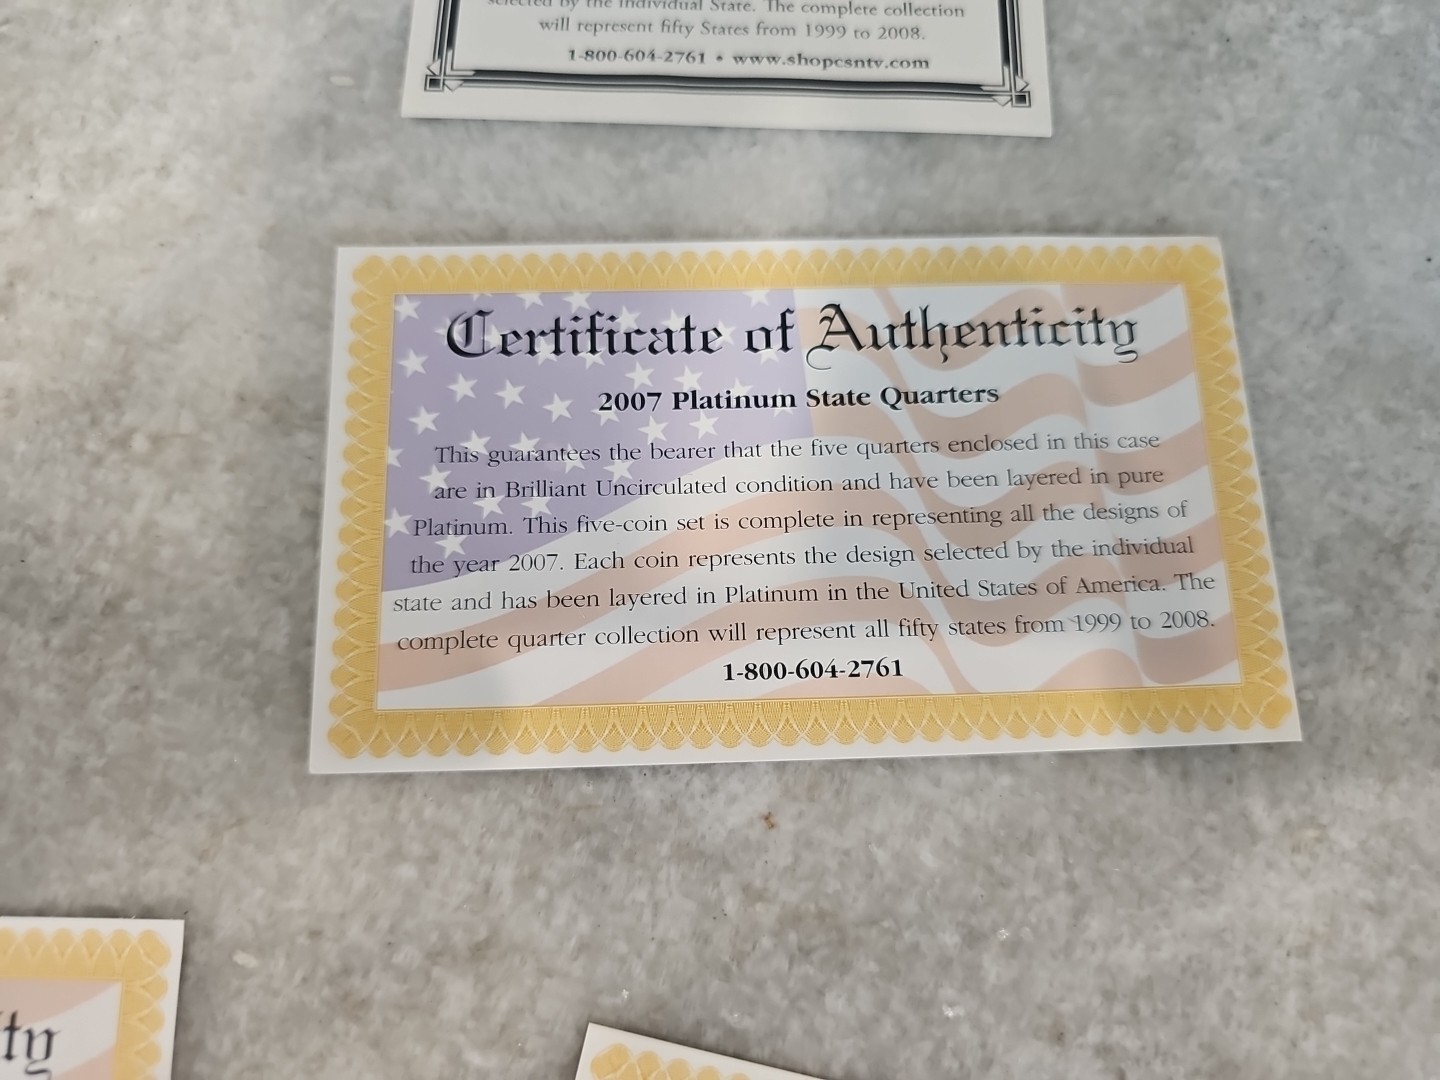 selected by the Individual State. The complete collection
will represent fifty States from 1999 to 2008.
1-800-604-2761 • www.shopcsntv.com
Certificate of Authenticity
2007 Platinum State Quarters
This guarantees the bearer that the five quarters enclosed in this case
are in Brilliant Uncirculated condition and have been layered in pure
Platinum. This five-coin set is complete in representing all the designs of
the year 2007. Each coin represents the design selected by the individual
state and has been layered in Platinum in the United States of America. The
complete quarter collection will represent all fifty states from 1999 to 2008.
1-800-604-2761
ty